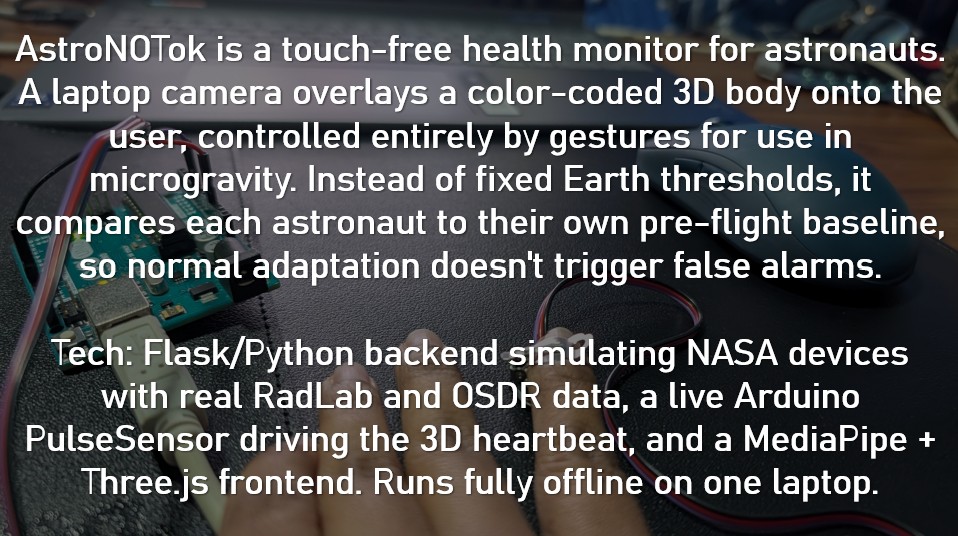 AstroNOTok is a touch-free health monitor for astronauts.
A laptop camera overlays a color-coded 3D body onto the
user, controlled entirely by gestures for use in
microgravity. Instead of fixed Earth thresholds, it
compares each astronaut to their own pre-flight baseline,
so normal adaptation doesn't trigger false alarms.
Tech: Flask/Python backend simulating NASA devices
with real RadLab and OSDR data, a live Arduino
PulseSensor driving the 3D heartbeat, and a MediaPipe +
Three.js frontend. Runs fully offline on one laptop.